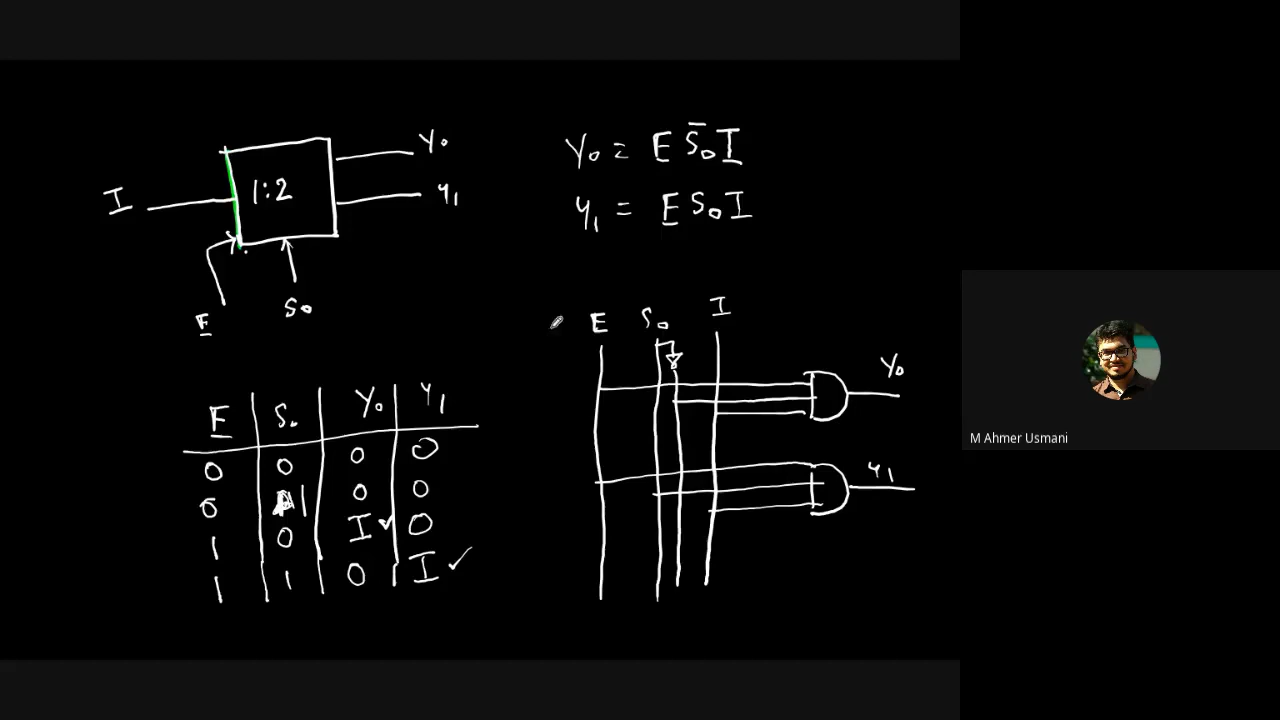 I
1:2
Y₀
Y₁
E
S₀
Y₀ = E S̅₀ I
Y₁ = E S₀ I
E S₀ I
Y₀
Y₁
E S₀ Y₀ Y₁
0 0 0 0
0 1 0 0
1 0 I ✓ 0
1 1 0 I ✓
M Ahmer Usmani